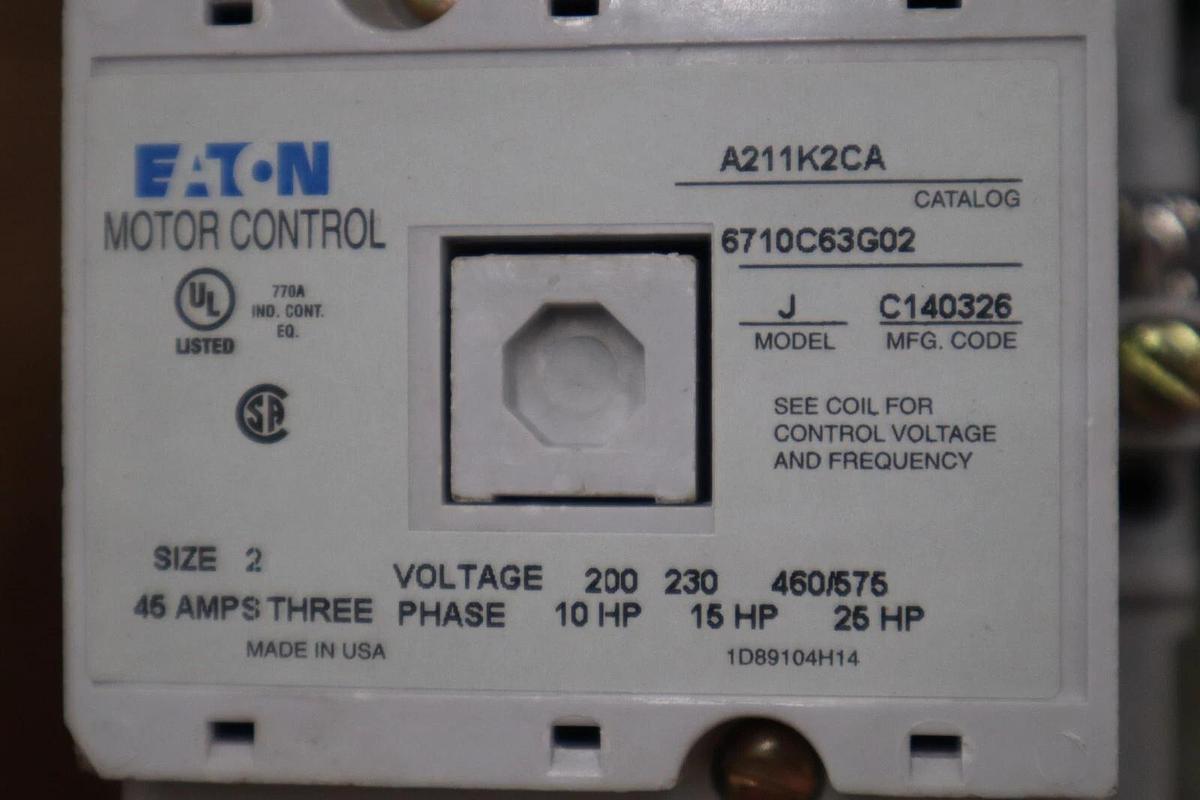 EATON
MOTOR CONTROL
UL
LISTED
770A
IND. CONT.
EQ.
SA
A211K2CA
CATALOG
6710C63G02
J C140326
MODEL MFG. CODE
SEE COIL FOR
CONTROL VOLTAGE
AND FREQUENCY
SIZE 2
VOLTAGE 200 230 460/575
45 AMPS THREE PHASE 10 HP 15 HP 25 HP
MADE IN USA
1D89104H14